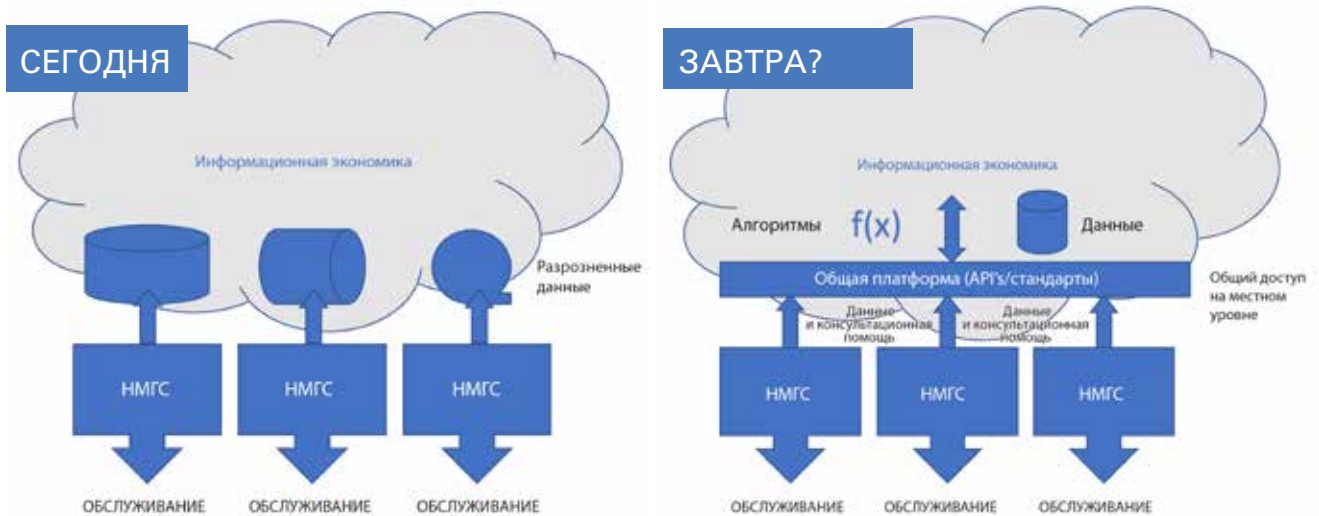 СЕГОДНЯ
Информационная экономика
Разрозненные
данные
НМГС
НМГС
НМГС
ОБСЛУЖИВАНИЕ
ОБСЛУЖИВАНИЕ
ОБСЛУЖИВАНИЕ
ЗАВТРА?
Информационная экономика
Алгоритмы
f(x)
Данные
Общая платформа (API's/стандарты)
Общий доступ
на местном
уровне
Данные
и консультационная
помощь
Данные
и консультационная
помощь
НМГС
НМГС
НМГС
ОБСЛУЖИВАНИЕ
ОБСЛУЖИВАНИЕ
ОБСЛУЖИВАНИЕ